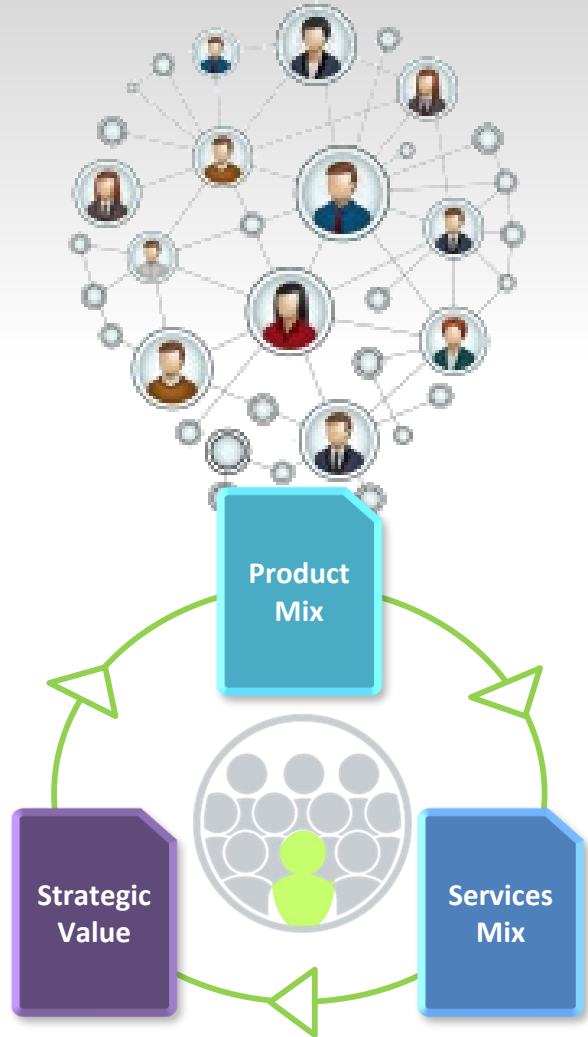 Product
Mix
Strategic
Value
Services
Mix